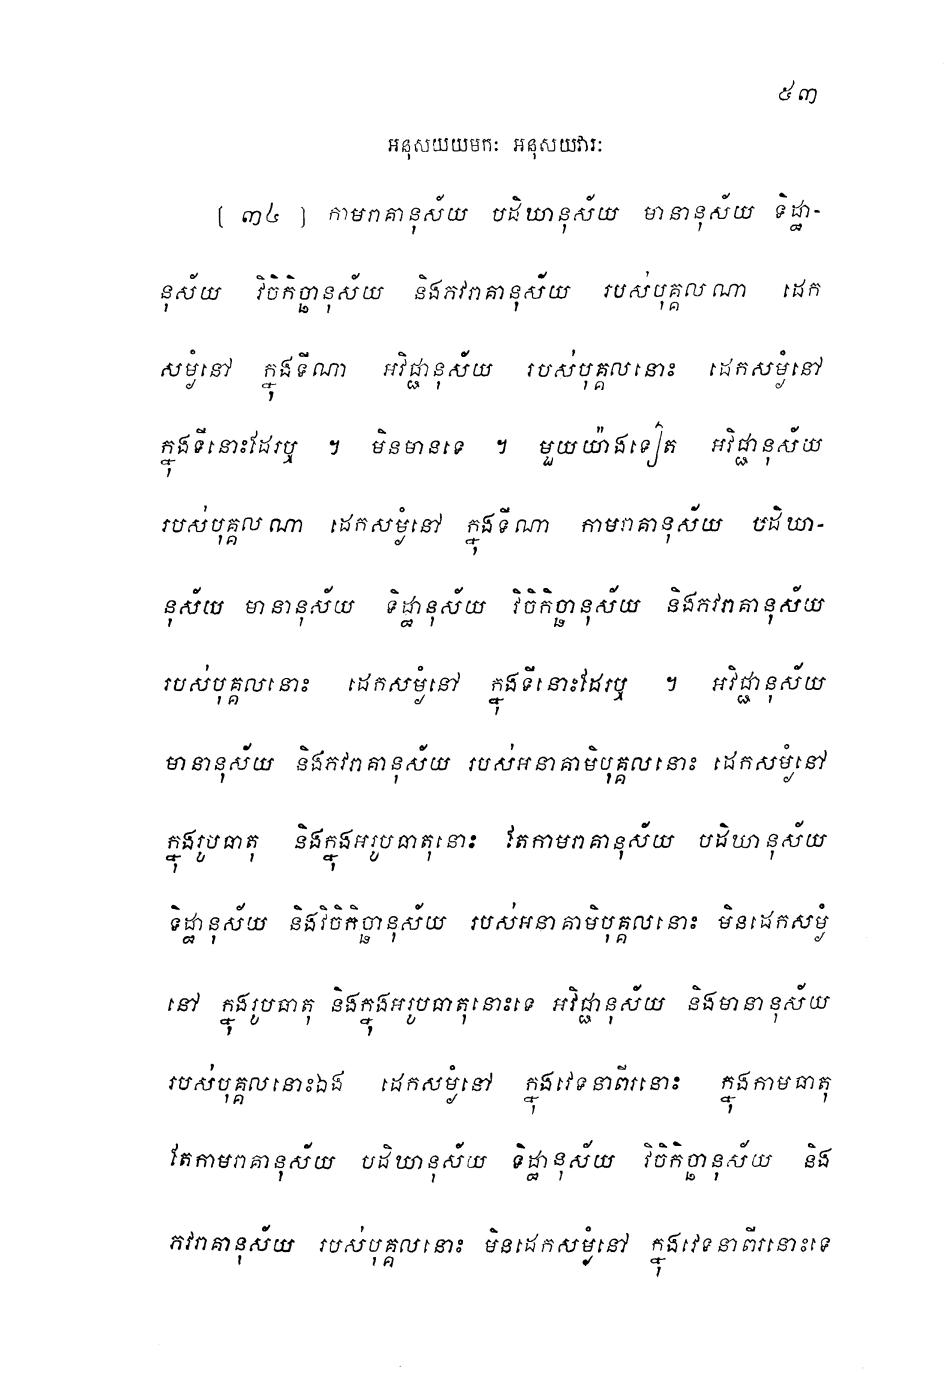 ៥៣
អនុសយយមកៈ អនុសយវារៈ
( ៣៤ ) កាមរាគានុស័យ បដិឃានុស័យ មានានុស័យ ទិដ្ឋា-
នុស័យ វិចិកិច្ឆានុស័យ និងភវរាគានុស័យ របស់បុគ្គលណា ដេក
សម្ងំនៅ ក្នុងទីណា អវិជ្ជានុស័យ របស់បុគ្គលនោះ ដេកសម្ងំនៅ
ក្នុងទីនោះដែរឬ ។ មិនមានទេ ។ មួយយ៉ាងទៀត អវិជ្ជានុស័យ
របស់បុគ្គលណា ដេកសម្ងំនៅ ក្នុងទីណា កាមរាគានុស័យ បដិឃា-
នុស័យ មានានុស័យ ទិដ្ឋានុស័យ វិចិកិច្ឆានុស័យ និងភវរាគានុស័យ
របស់បុគ្គលនោះ ដេកសម្ងំនៅ ក្នុងទីនោះដែរឬ ។ អវិជ្ជានុស័យ
មានានុស័យ និងភវរាគានុស័យ របស់អនាគាមិបុគ្គលនោះ ដេកសម្ងំនៅ
ក្នុងរូបធាតុ និងក្នុងអរូបធាតុនោះ តែកាមរាគានុស័យ បដិឃានុស័យ
ទិដ្ឋានុស័យ និងវិចិកិច្ឆានុស័យ របស់អនាគាមិបុគ្គលនោះ មិនដេកសម្ងំ
នៅ ក្នុងរូបធាតុ និងក្នុងអរូបធាតុនោះទេ អវិជ្ជានុស័យ និងមានានុស័យ
របស់បុគ្គលនោះឯង ដេកសម្ងំនៅ ក្នុងវេទនាពីរនោះ ក្នុងកាមធាតុ
តែកាមរាគានុស័យ បដិឃានុស័យ ទិដ្ឋានុស័យ វិចិកិច្ឆានុស័យ និង
ភវរាគានុស័យ របស់បុគ្គលនោះ មិនដេកសម្ងំនៅ ក្នុងវេទនាពីរនោះទេ